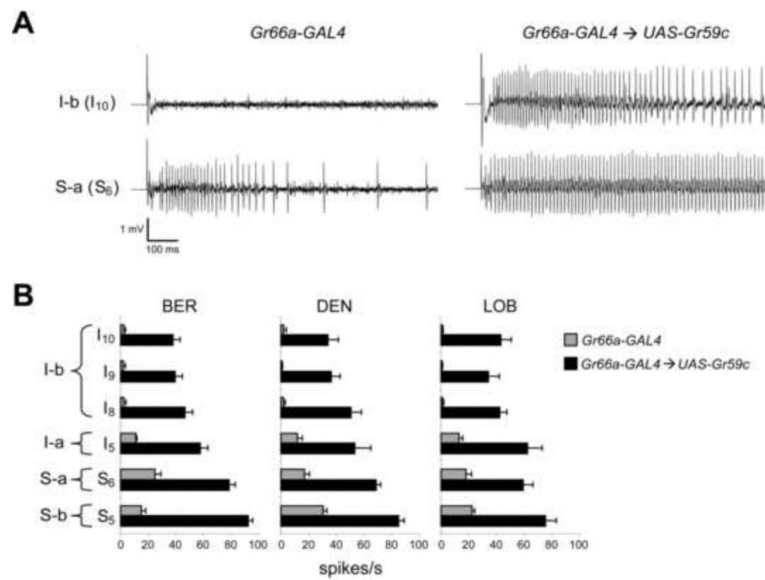 A
Gr66a-GAL4
Gr66a-GAL4 → UAS-Gr59c
I-b (I10)
S-a (S6)
1 mV
100 ms
B
BER DEN LOB
I-b I10
I9
I8
I-a I5
S-a S6
S-b S5
Gr66a-GAL4
Gr66a-GAL4 → UAS-Gr59c
0 20 40 60 80 100 0 20 40 60 80 100 0 20 40 60 80 100
spikes/s